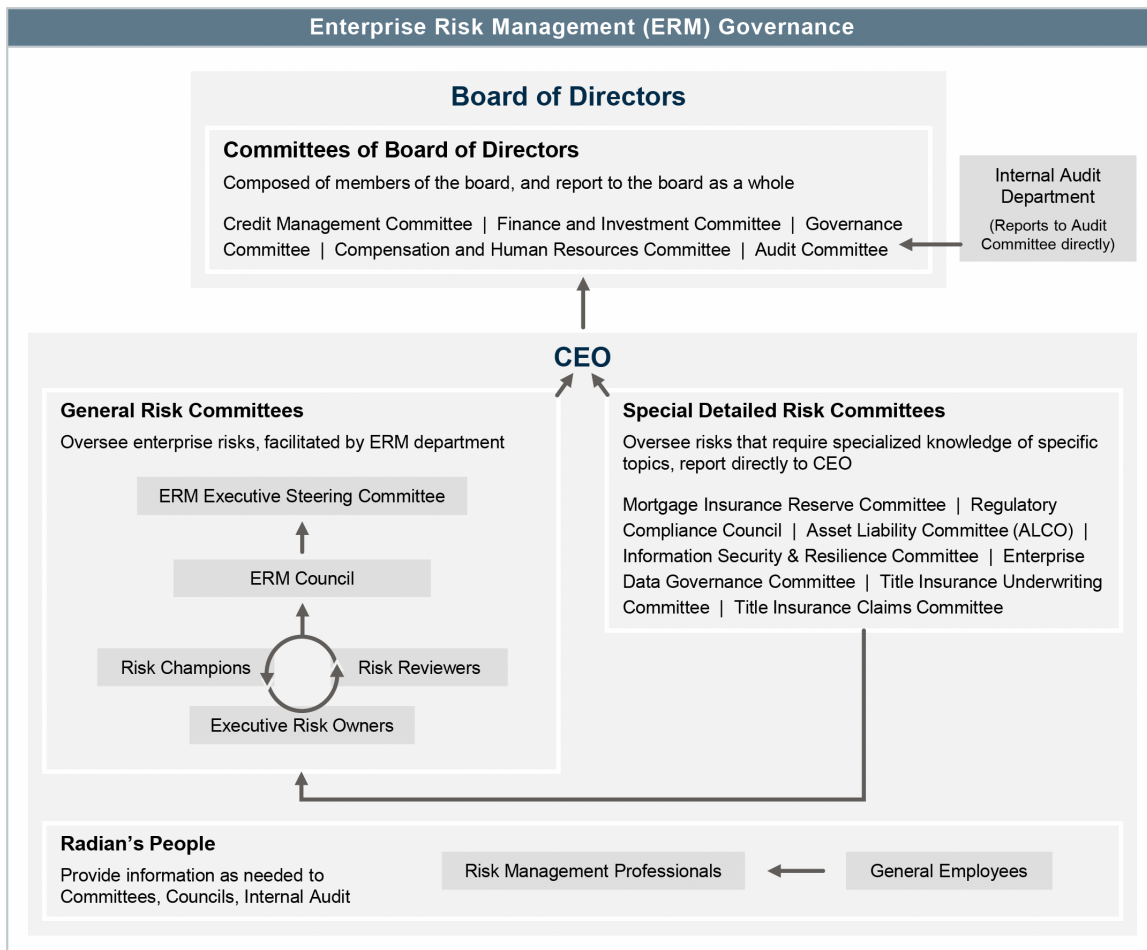 Enterprise Risk Management (ERM) Governance
Board of Directors
Committees of Board of Directors
Composed of members of the board, and report to the board as a whole
Credit Management Committee | Finance and Investment Committee | Governance
Committee | Compensation and Human Resources Committee | Audit Committee
Internal Audit
Department
(Reports to Audit
Committee directly)
CEO
General Risk Committees
Oversee enterprise risks, facilitated by ERM department
ERM Executive Steering Committee
ERM Council
Risk Champions
Risk Reviewers
Executive Risk Owners
Special Detailed Risk Committees
Oversee risks that require specialized knowledge of specific
topics, report directly to CEO
Mortgage Insurance Reserve Committee | Regulatory
Compliance Council | Asset Liability Committee (ALCO) |
Information Security & Resilience Committee | Enterprise
Data Governance Committee | Title Insurance Underwriting
Committee | Title Insurance Claims Committee
Radian's People
Provide information as needed to
Committees, Councils, Internal Audit
Risk Management Professionals
General Employees